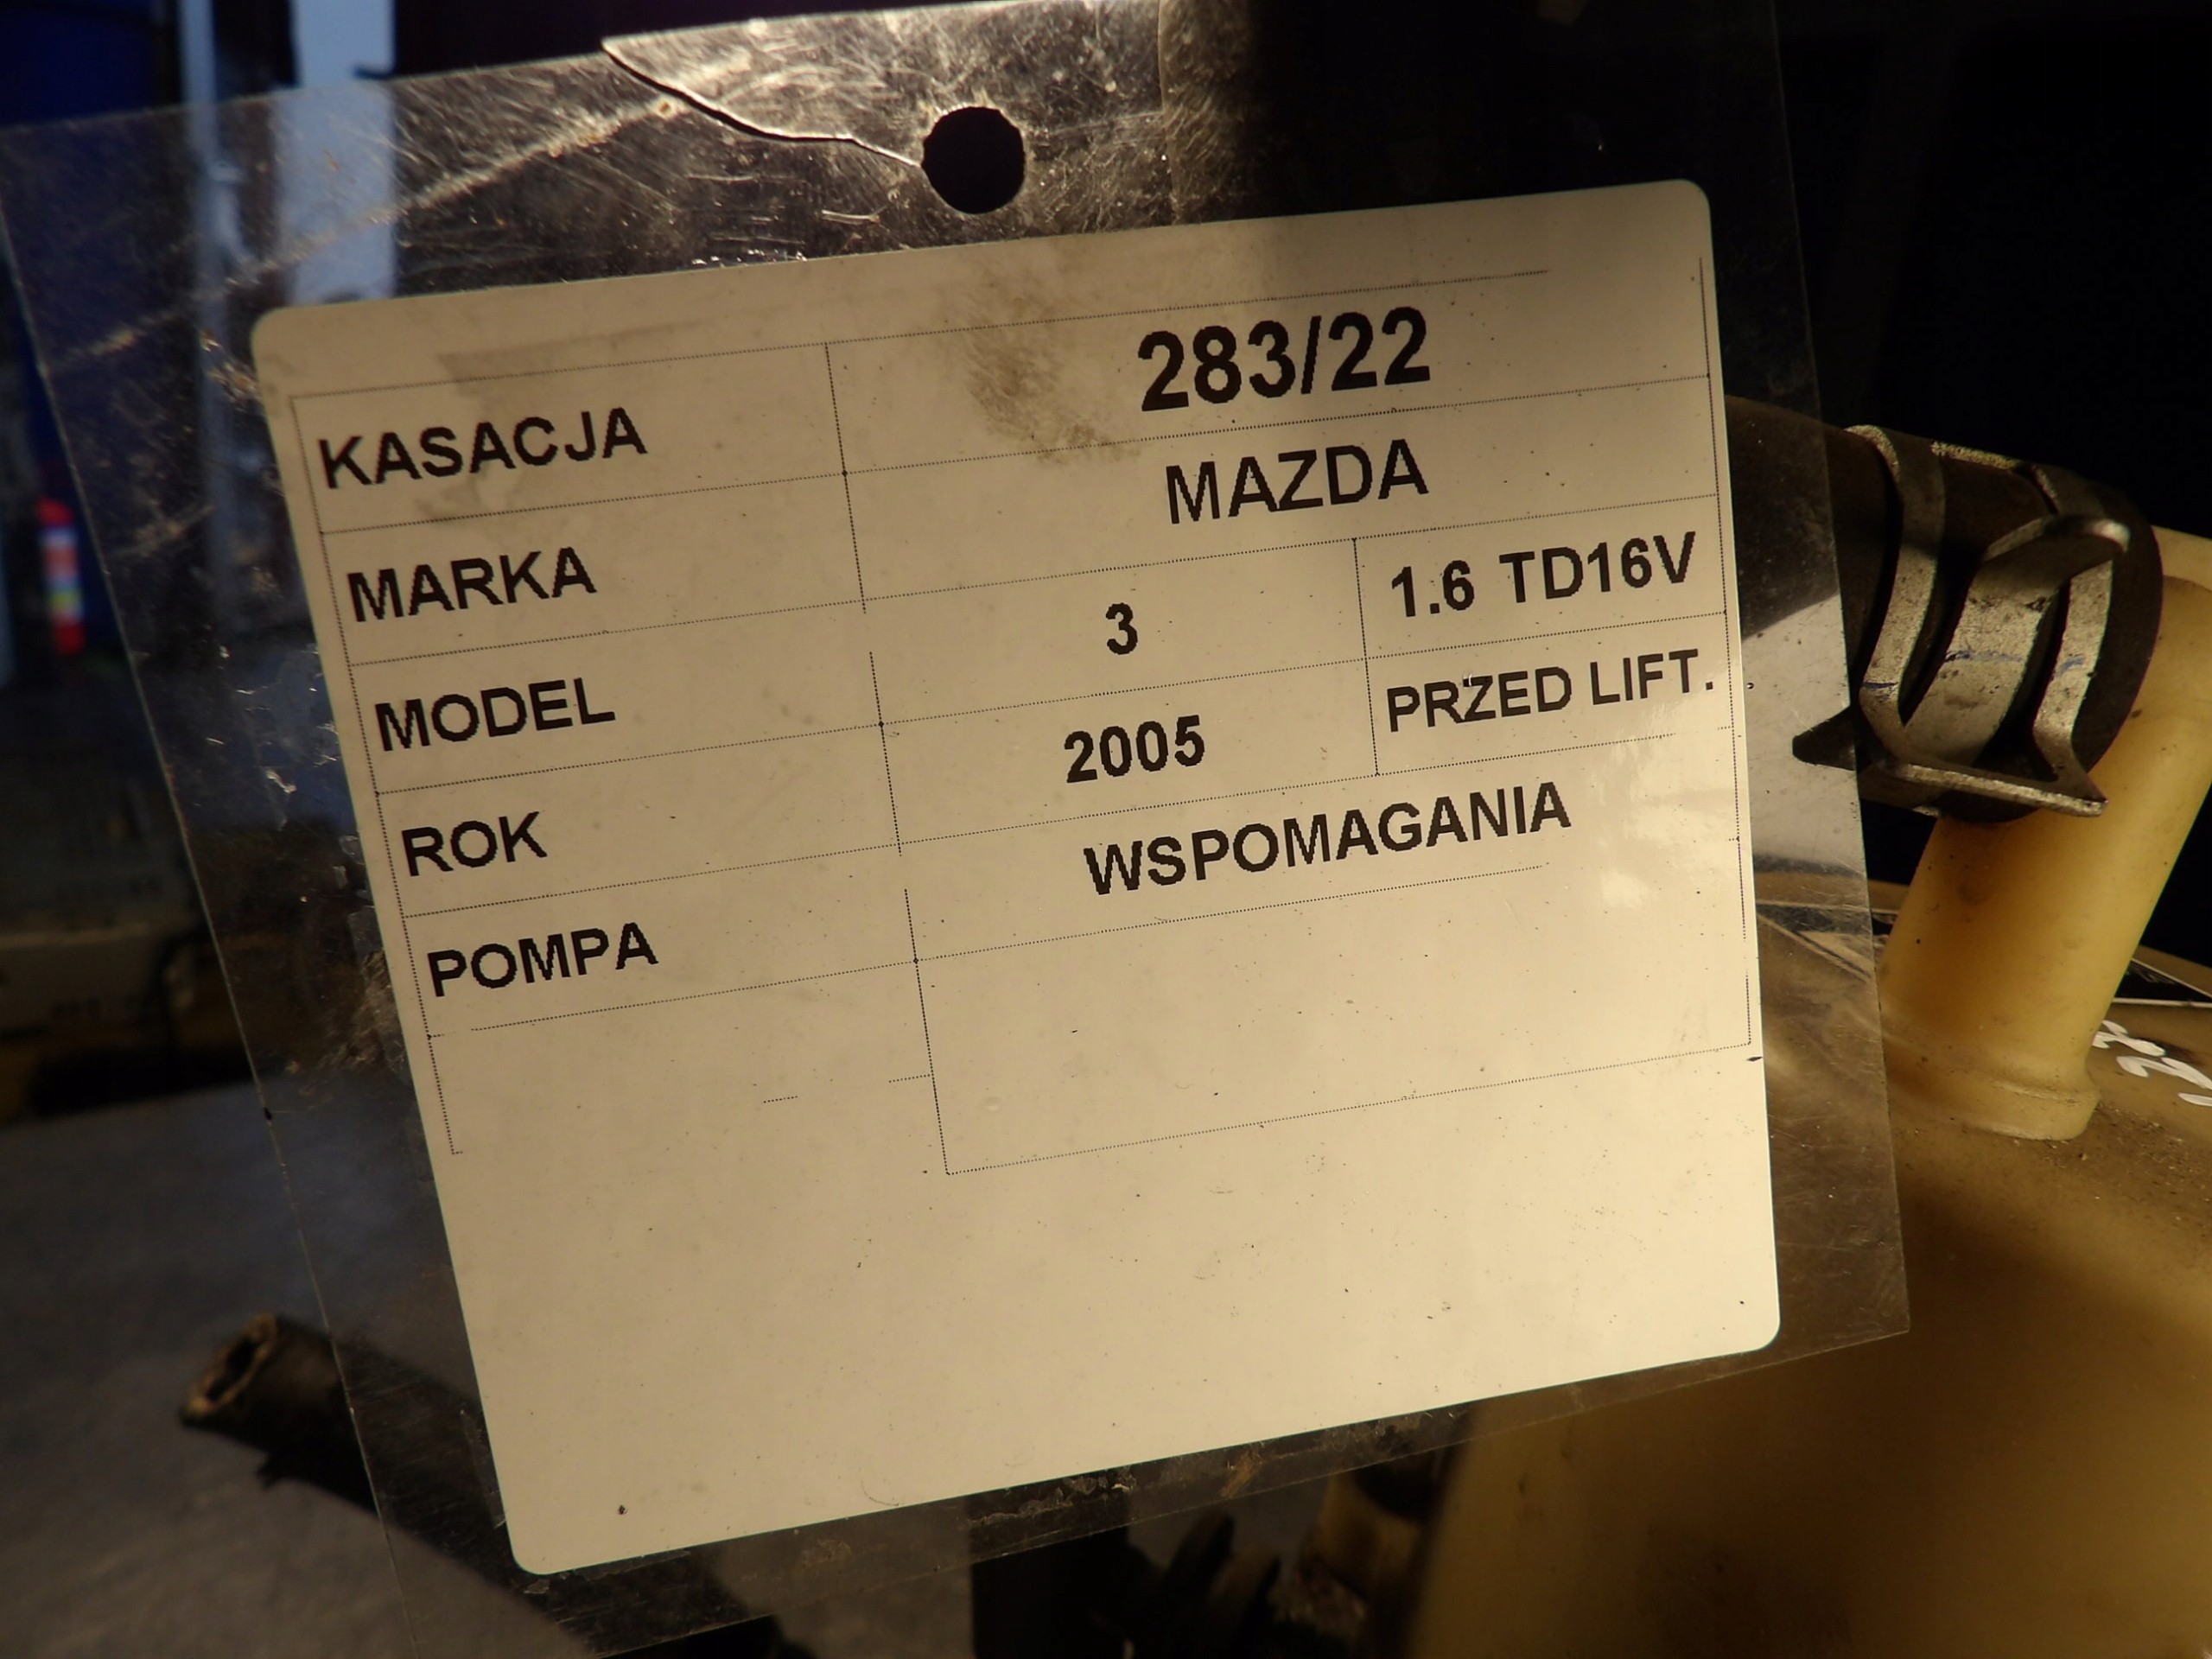 KASACJA 283/22
MARKA MAZDA
MODEL 3 1.6 TD16V
ROK 2005 PRZED LIFT.
POMPA WSPOMAGANIA